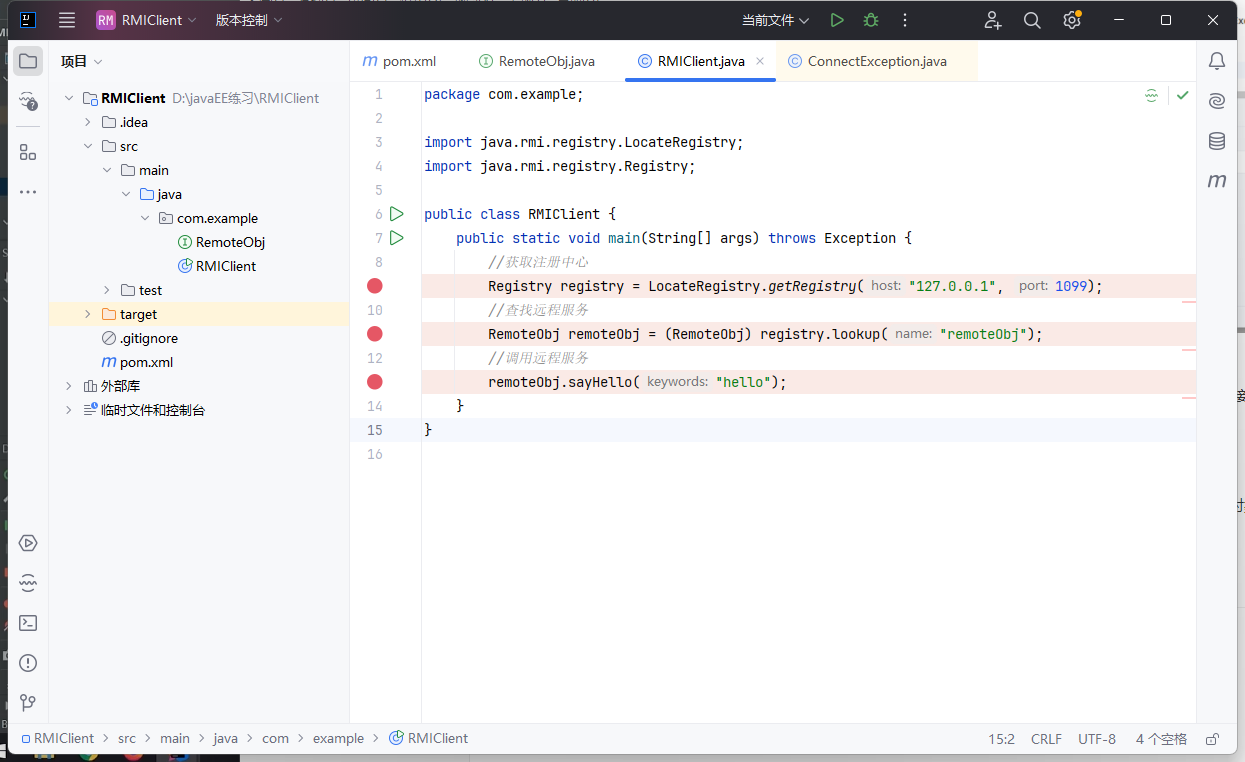 RM RMIClient 版本控制 当前文件
项目
RMIClient D:\javaEE练习\RMIClient
.idea
src
main
java
com.example
RemoteObj
RMIClient
test
target
.gitignore
m pom.xml
外部库
临时文件和控制台
m pom.xml RemoteObj.java RMIClient.java ConnectException.java
1 package com.example;
2
3 import java.rmi.registry.LocateRegistry;
4 import java.rmi.registry.Registry;
5
6 public class RMIClient {
7 public static void main(String[] args) throws Exception {
8 //获取注册中心
Registry registry = LocateRegistry.getRegistry( host: "127.0.0.1", port: 1099);
10 //查找远程服务
RemoteObj remoteObj = (RemoteObj) registry.lookup( name: "remoteObj");
12 //调用远程服务
remoteObj.sayHello( keywords: "hello");
14 }
15 }
16
RMIClient > src > main > java > com > example > RMIClient 15:2 CRLF UTF-8 4 个空格